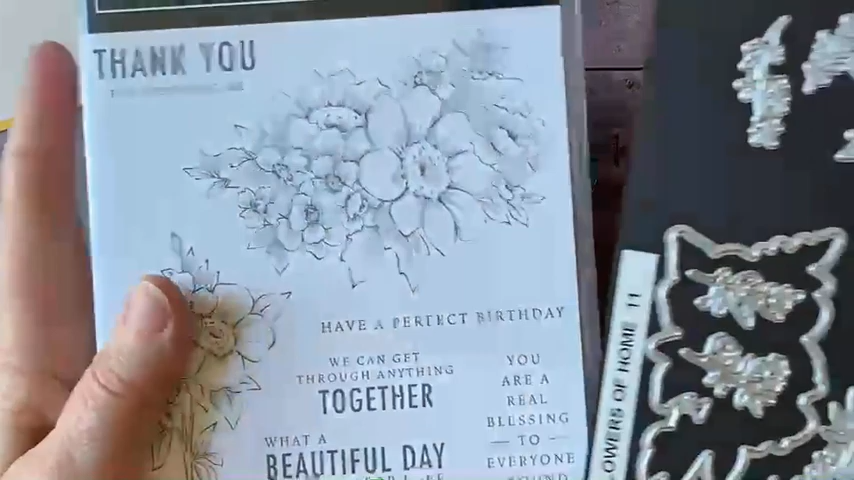 THANK YOU
HAVE A PERFECT BIRTHDAY
WE CAN GET
THROUGH ANYTHING
TOGETHER
YOU
ARE A
REAL
BLESSING
— TO —
EVERYONE
WHAT A
BEAUTIFUL DAY
OWERS OF HOME 11